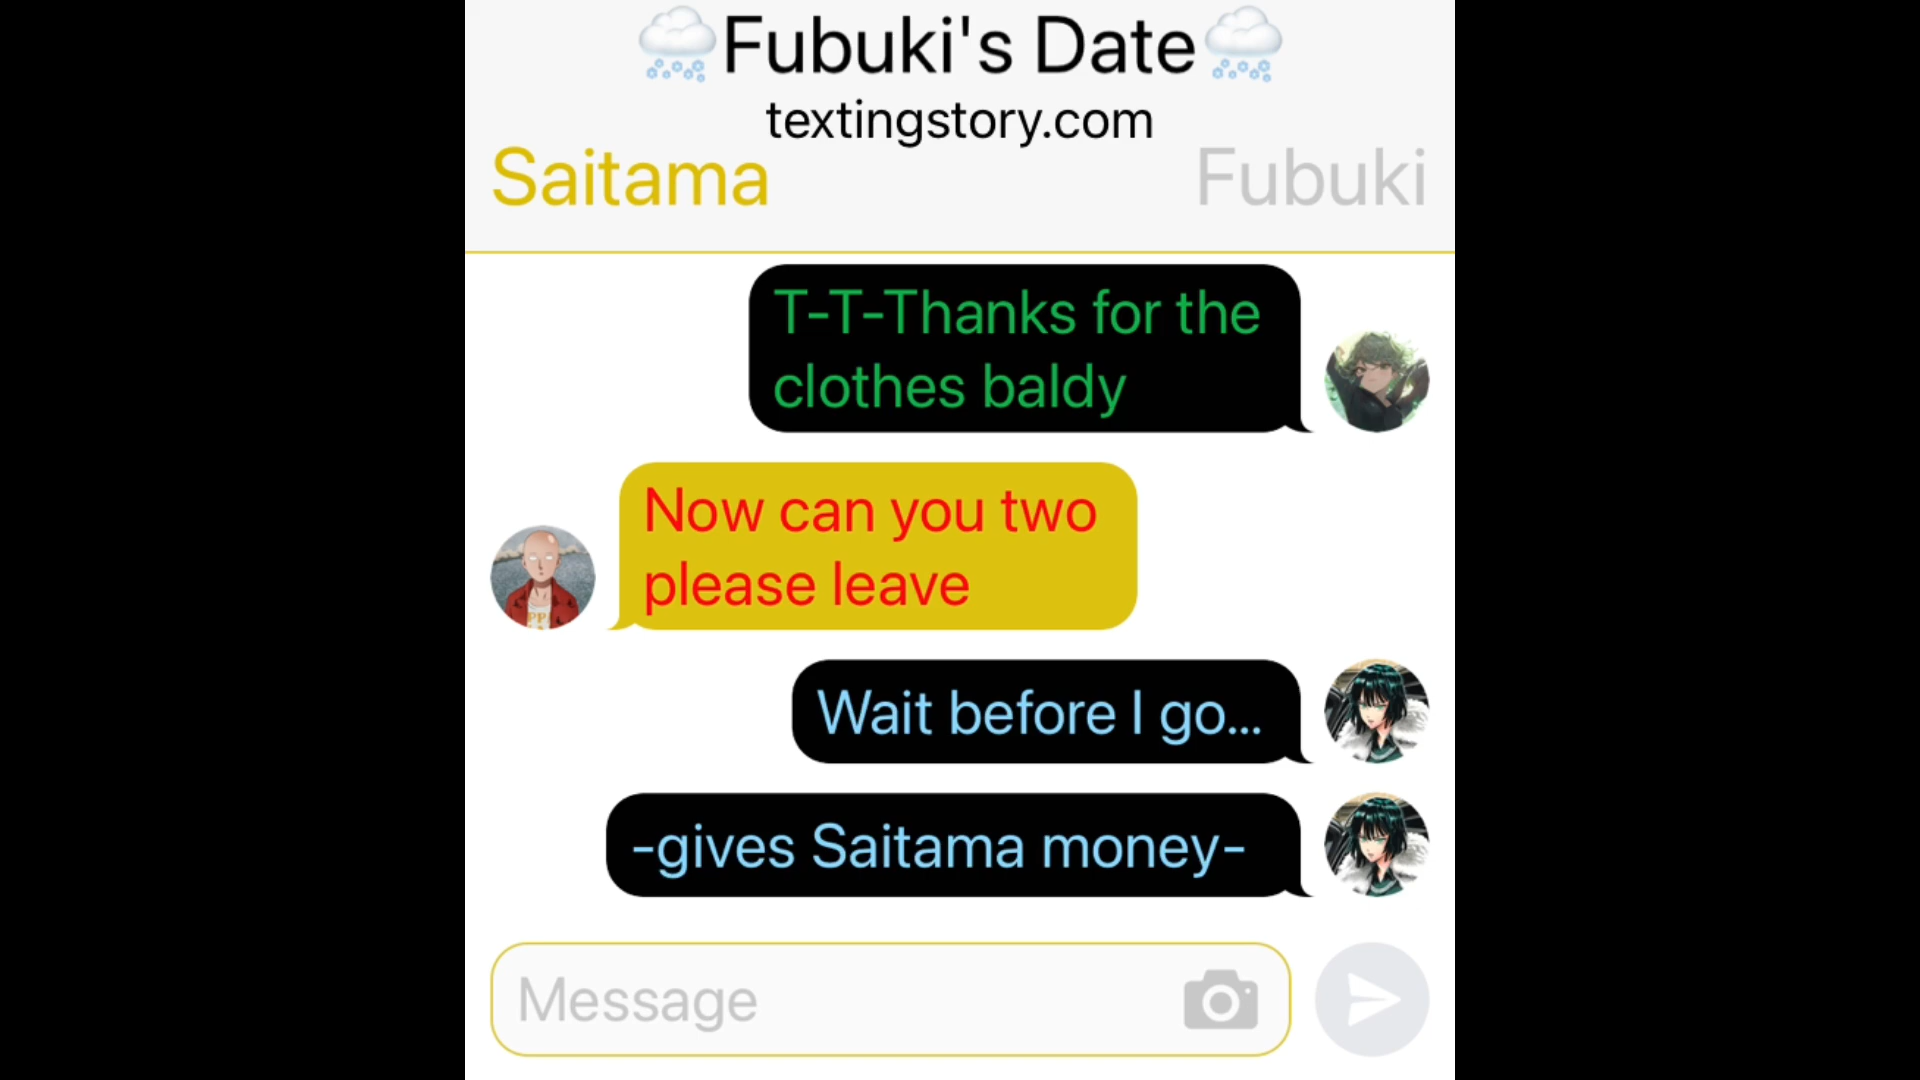 🌨️Fubuki's Date🌨️
textingstory.com
Saitama
Fubuki
T-T-Thanks for the
clothes baldy
Now can you two
please leave
Wait before I go...
-gives Saitama money-
Message